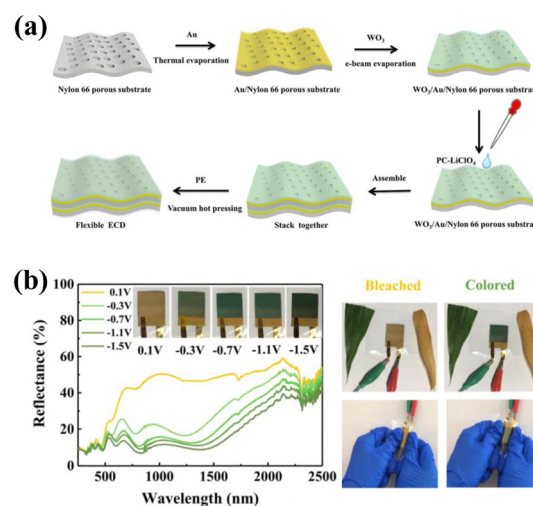 (a)
Au
Thermal evaporation
WO₃
e-beam evaporation
Nylon 66 porous substrate
Au/Nylon 66 porous substrate
WO₃/Au/Nylon 66 porous substrate
PC-LiClO₄
PE
Vacuum hot pressing
Assemble
Flexible ECD
Stack together
WO₃/Au/Nylon 66 porous substrate
(b)
Reflectance (%)
100
80
60
40
20
0
0.1V
-0.3V
-0.7V
-1.1V
-1.5V
0.1V
-0.3V
-0.7V
-1.1V
-1.5V
500
1000
1500
2000
2500
Wavelength (nm)
Bleached
Colored